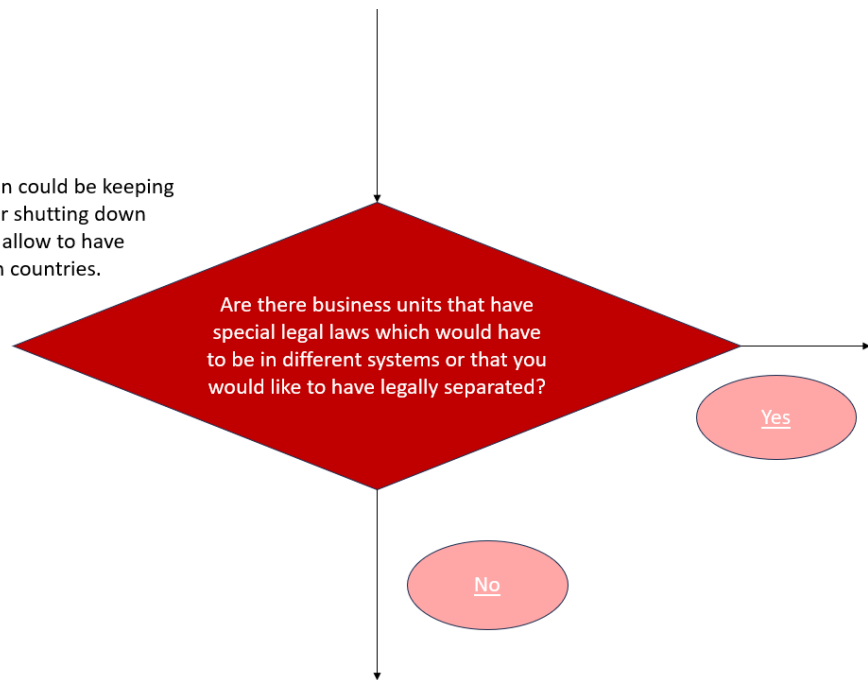 n could be keeping
r shutting down
allow to have
countries.
Are there business units that have
special legal laws which would have
to be in different systems or that you
would like to have legally separated?
Yes
No